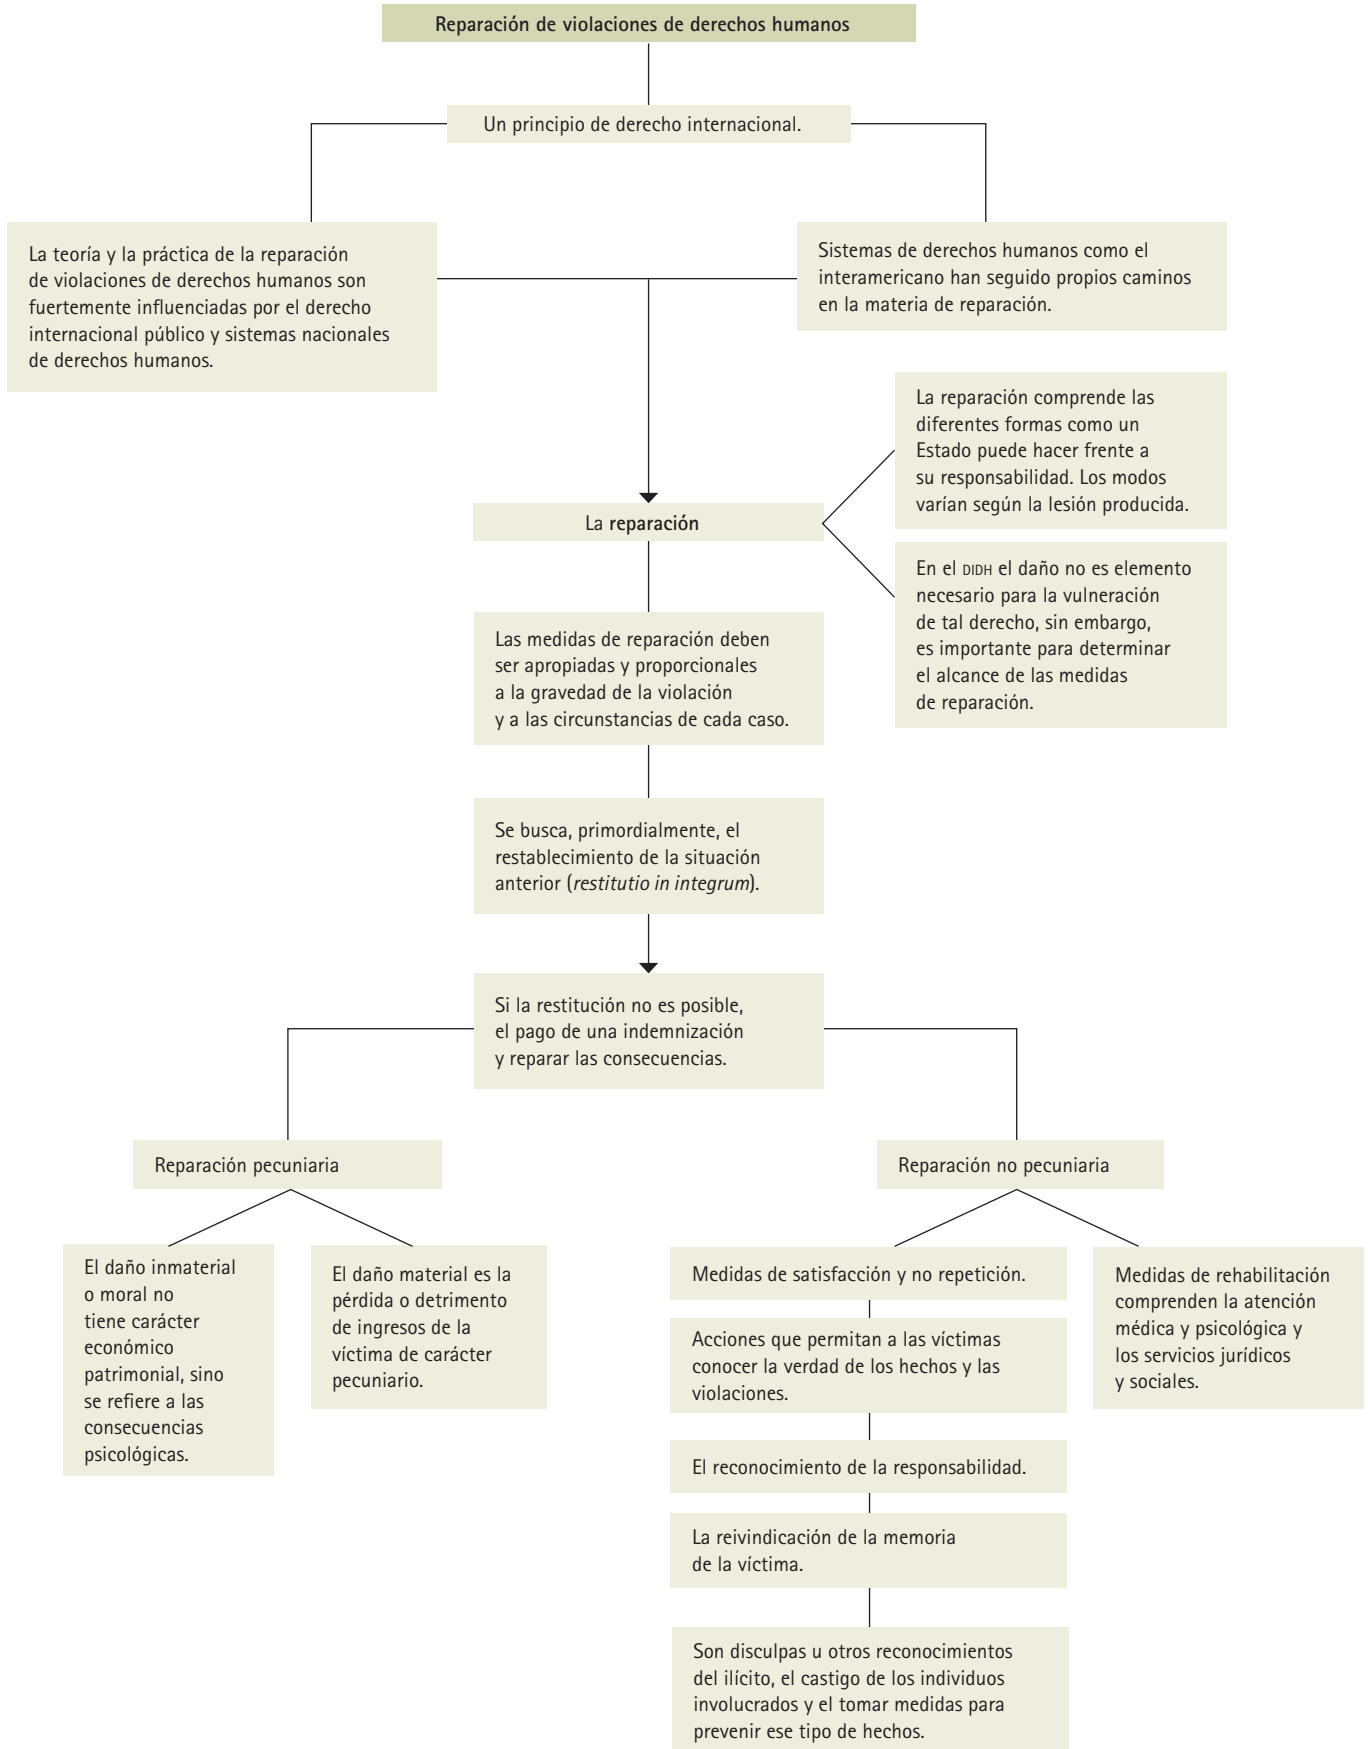 Reparación de violaciones de derechos humanos
Un principio de derecho internacional.
La teoría y la práctica de la reparación
de violaciones de derechos humanos son
fuertemente influenciadas por el derecho
internacional público y sistemas nacionales
de derechos humanos.
Sistemas de derechos humanos como el
interamericano han seguido propios caminos
en la materia de reparación.
La reparación comprende las
diferentes formas como un
Estado puede hacer frente a
su responsabilidad. Los modos
varían según la lesión producida.
La reparación
En el DIDH el daño no es elemento
necesario para la vulneración
de tal derecho, sin embargo,
es importante para determinar
el alcance de las medidas
de reparación.
Las medidas de reparación deben
ser apropiadas y proporcionales
a la gravedad de la violación
y a las circunstancias de cada caso.
Se busca, primordialmente, el
restablecimiento de la situación
anterior (restitutio in integrum).
Si la restitución no es posible,
el pago de una indemnización
y reparar las consecuencias.
Reparación pecuniaria
Reparación no pecuniaria
El daño inmaterial
o moral no
tiene carácter
económico
patrimonial, sino
se refiere a las
consecuencias
psicológicas.
El daño material es la
pérdida o detrimento
de ingresos de la
víctima de carácter
pecuniario.
Medidas de satisfacción y no repetición.
Acciones que permitan a las víctimas
conocer la verdad de los hechos y las
violaciones.
El reconocimiento de la responsabilidad.
La reivindicación de la memoria
de la víctima.
Son disculpas u otros reconocimientos
del ilícito, el castigo de los individuos
involucrados y el tomar medidas para
prevenir ese tipo de hechos.
Medidas de rehabilitación
comprenden la atención
médica y psicológica y
los servicios jurídicos
y sociales.